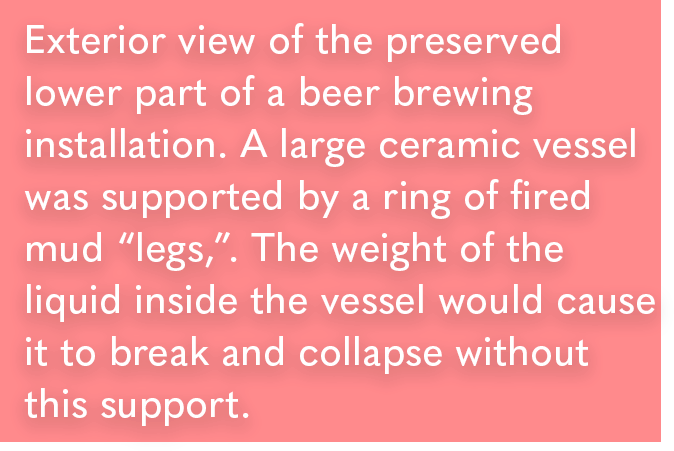 Exterior view of the preserved
lower part of a beer brewing
installation. A large ceramic vessel
was supported by a ring of fired
mud “legs,”. The weight of the
liquid inside the vessel would cause
it to break and collapse without
this support.